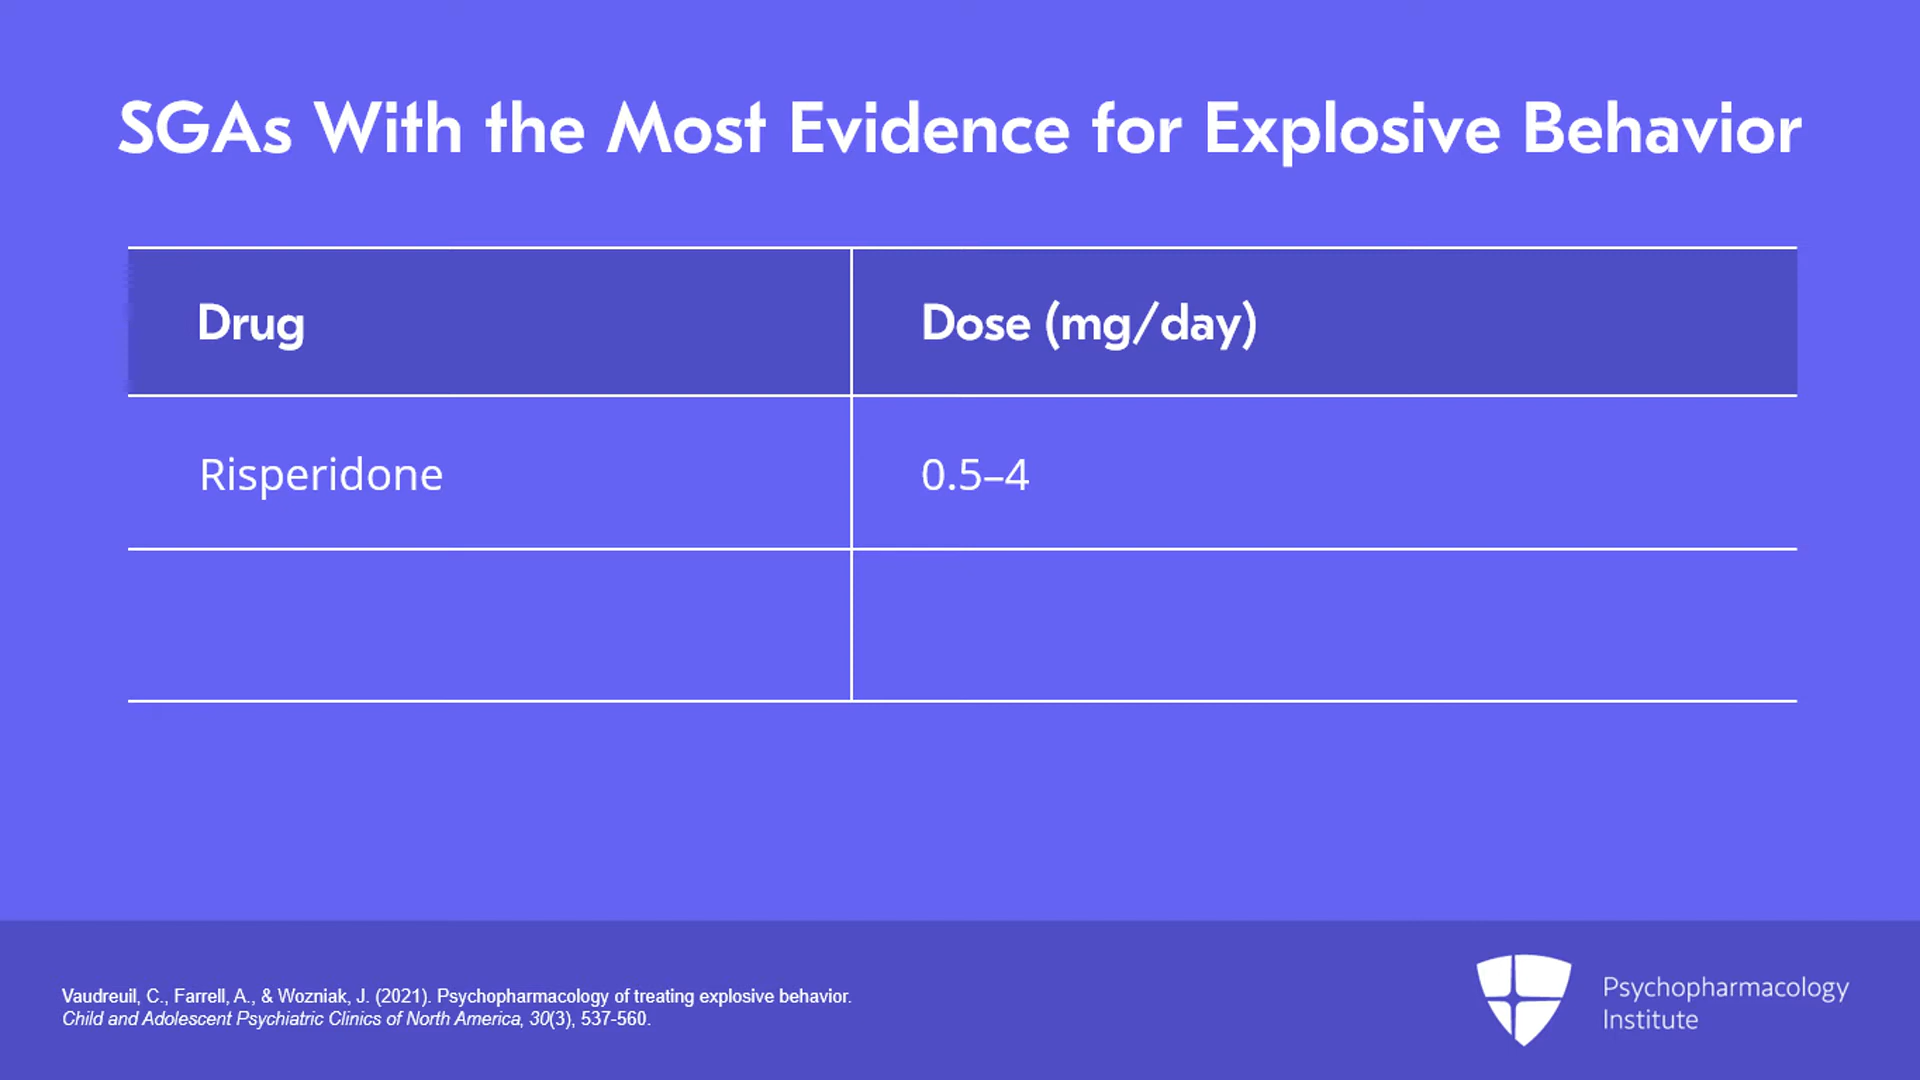 SGAs With the Most Evidence for Explosive Behavior
Drug
Dose (mg/day)
Risperidone
0.5–4
Vaudreuil, C., Farrell, A., & Wozniak, J. (2021). Psychopharmacology of treating explosive behavior.
Child and Adolescent Psychiatric Clinics of North America, 30(3), 537-560.
Psychopharmacology
Institute